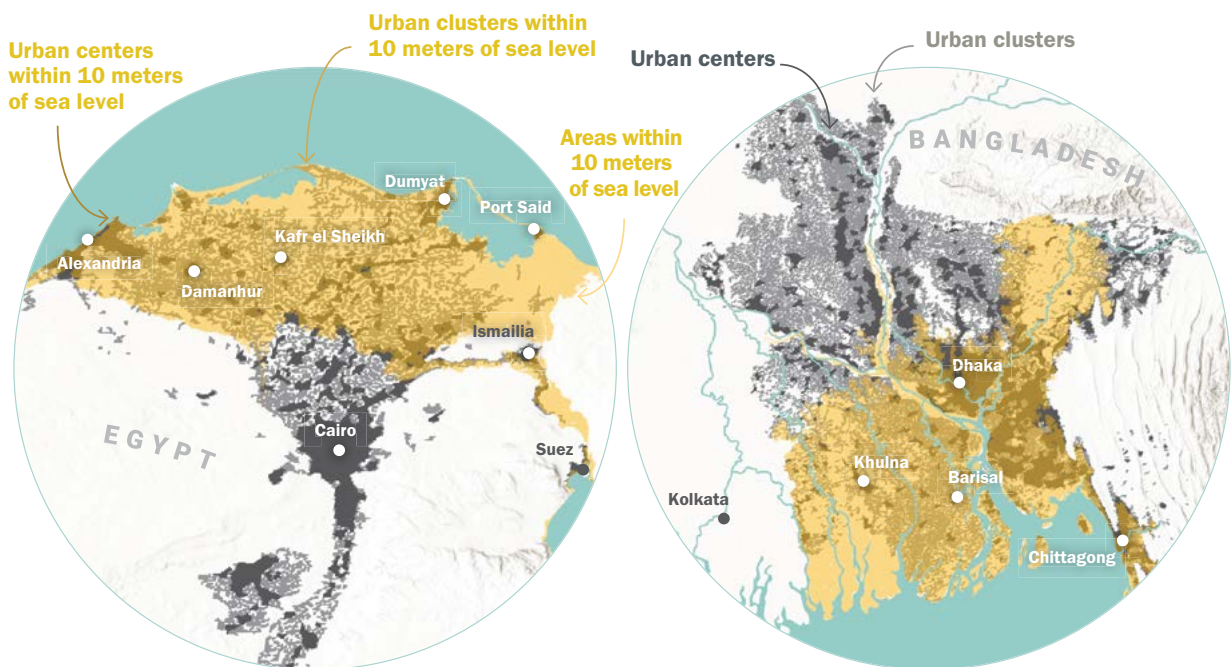 Urban centers
within 10 meters
of sea level
Urban clusters within
10 meters of sea level
Areas within
10 meters
of sea level
Dumyat
Port Said
Kafr el Sheikh
Alexandria
Damanhur
Ismailia
Cairo
EGYPT
Suez
Urban centers
Urban clusters
BANGLADESH
Dhaka
Khulna
Barisal
Kolkata
Chittagong